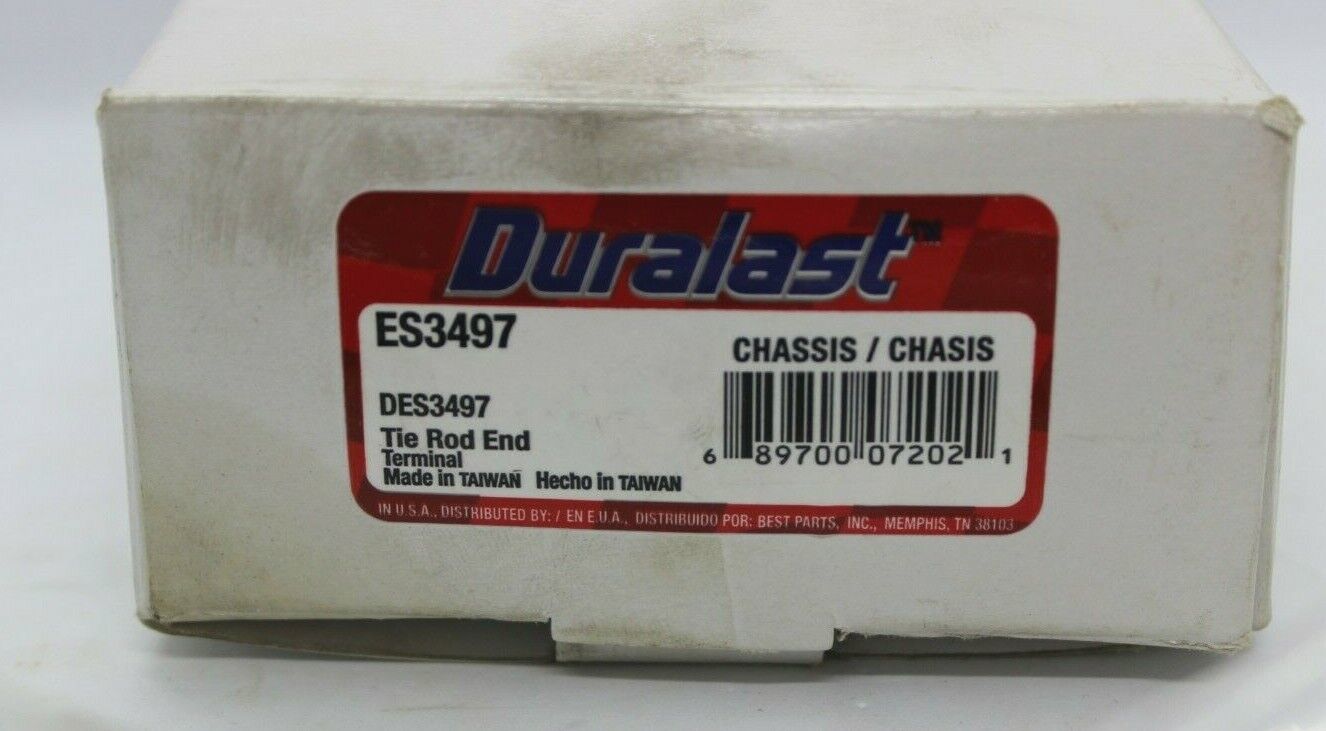 Duralast™
ES3497
CHASSIS / CHASIS
DES3497
Tie Rod End
Terminal
Made in TAIWAN Hecho in TAIWAN
6 89700 07202 1
IN U.S.A., DISTRIBUTED BY: / EN E.U.A., DISTRIBUIDO POR: BEST PARTS, INC., MEMPHIS, TN 38103